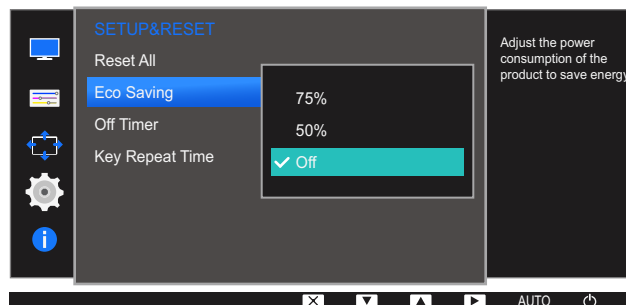 SETUP&RESET
Reset All
Eco Saving
Off Timer
Key Repeat Time
75%
50%
Off
Adjust the power
consumption of the
product to save energy
AUTO